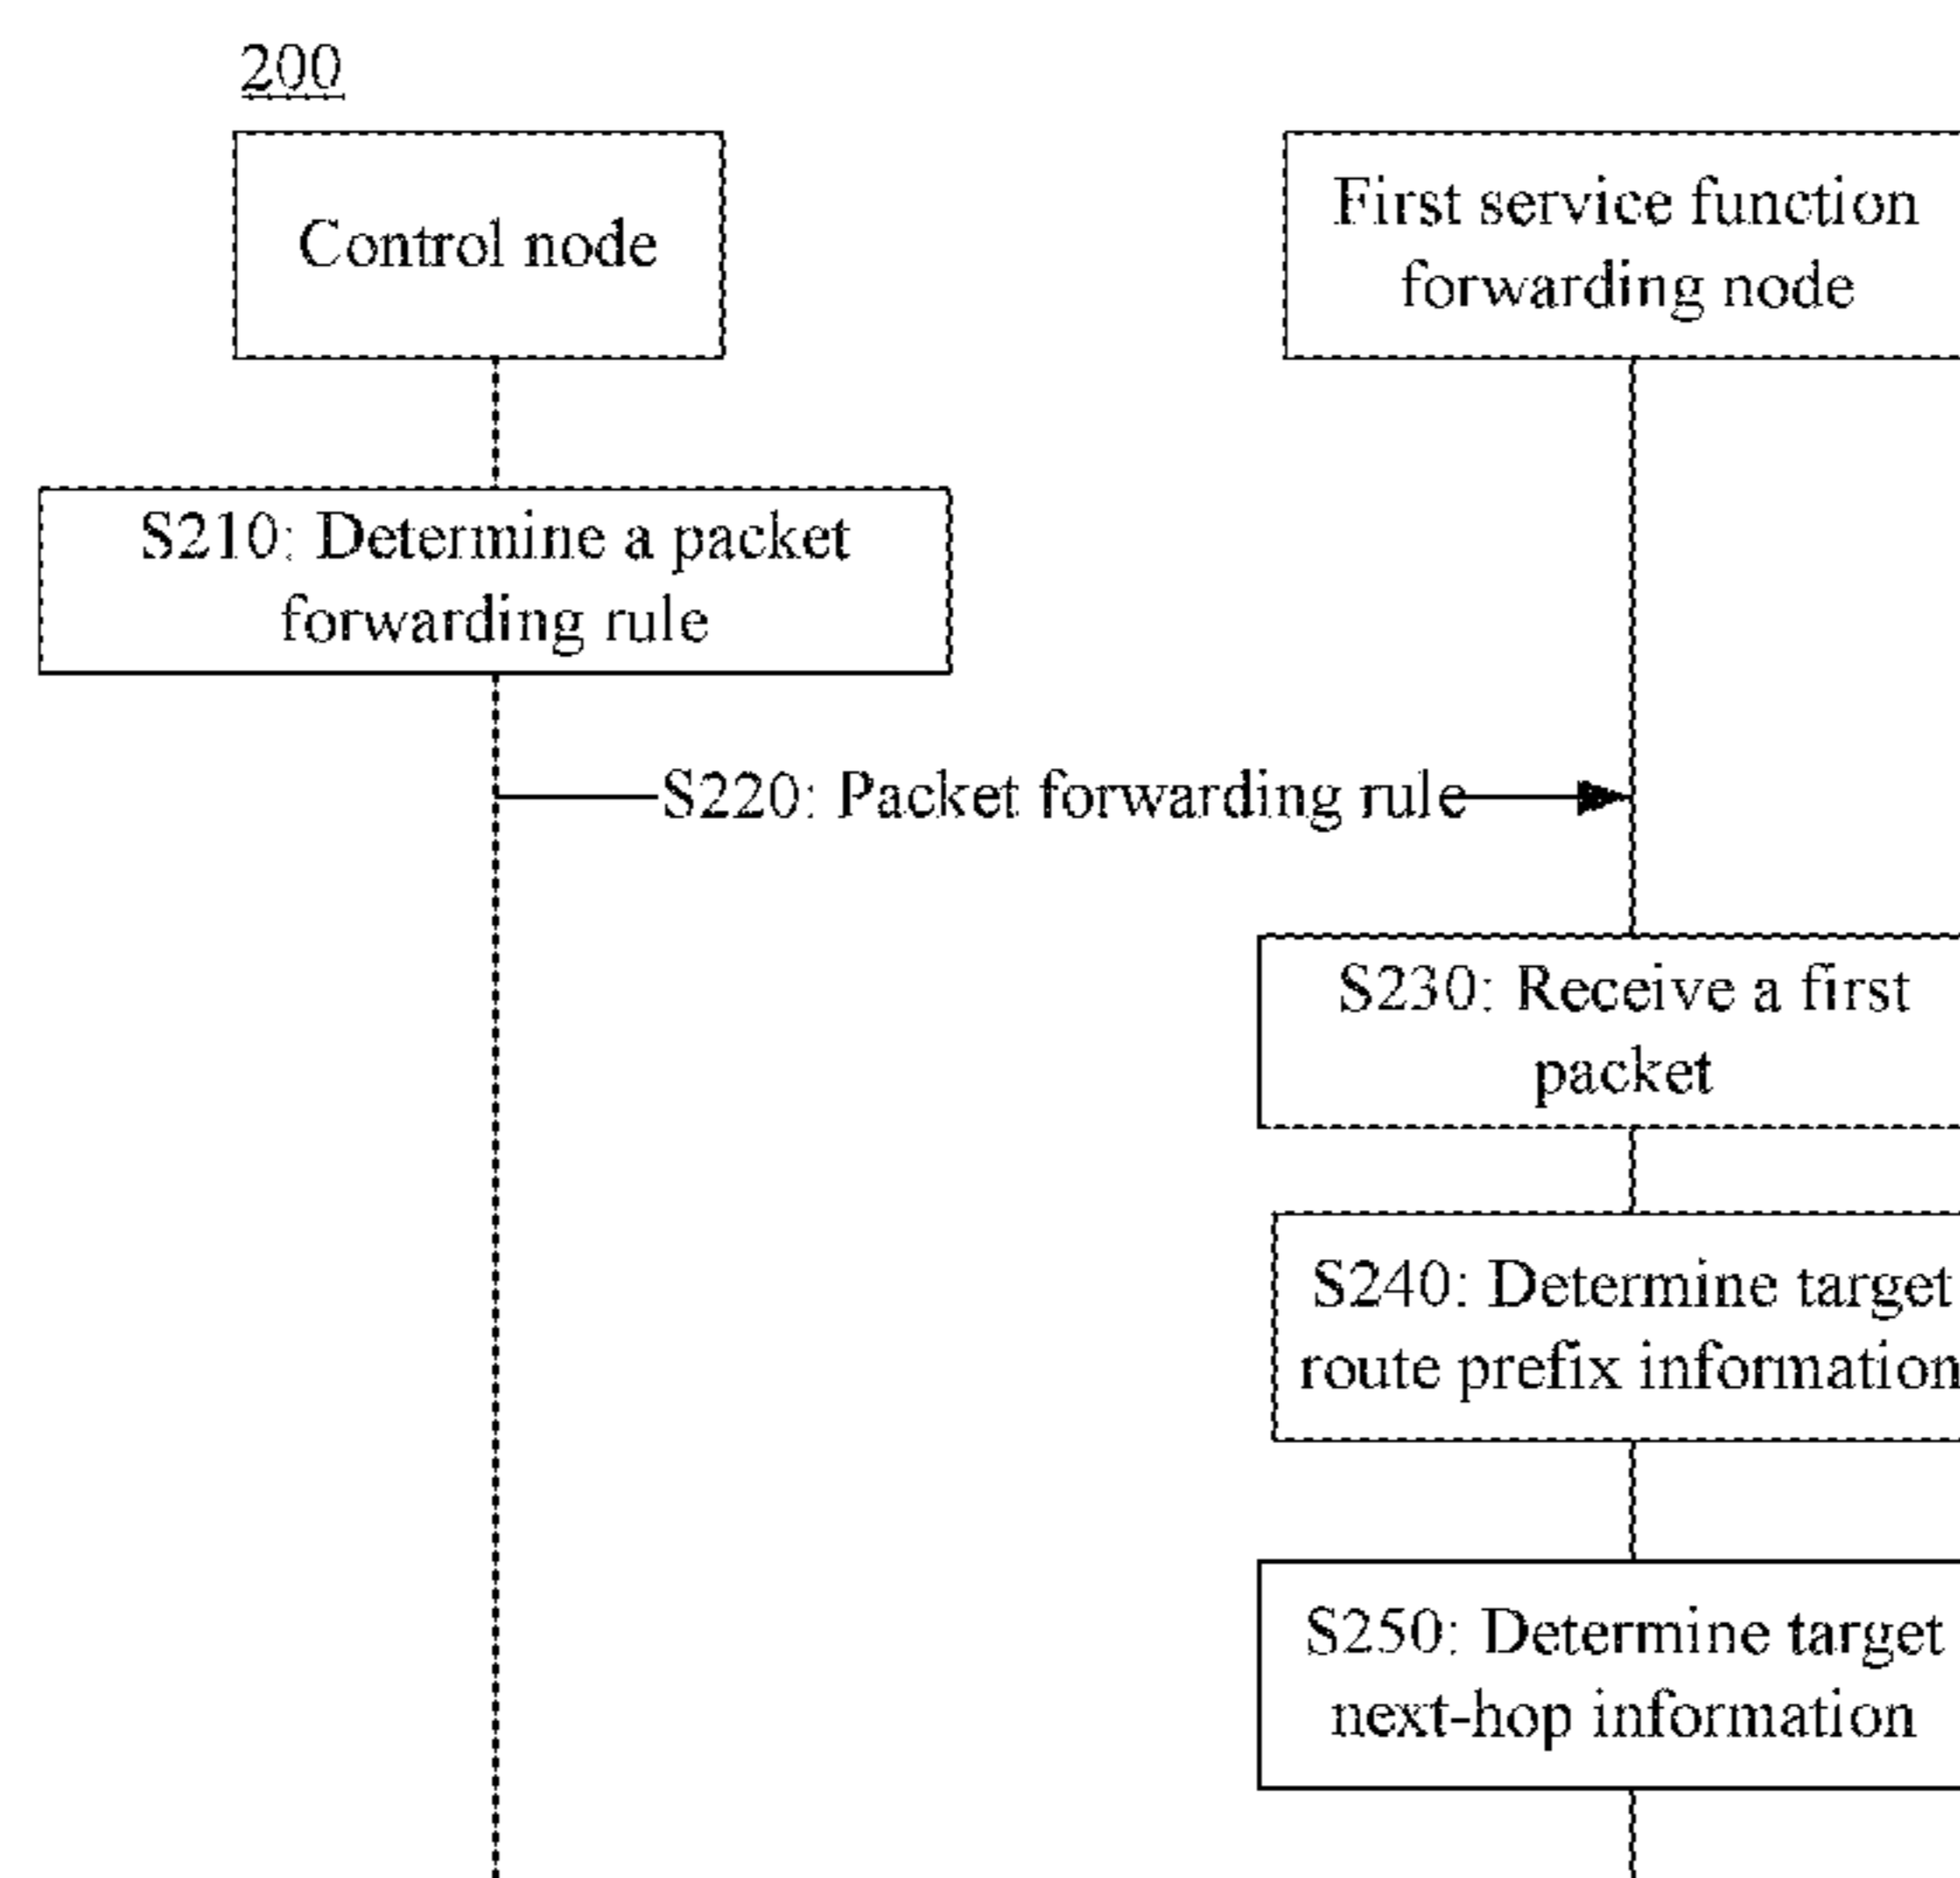 200
Control node
First service function
forwarding node
S210: Determine a packet
forwarding rule
S220: Packet forwarding rule
S230: Receive a first
packet
S240: Determine target
route prefix information
S250: Determine target
next-hop information